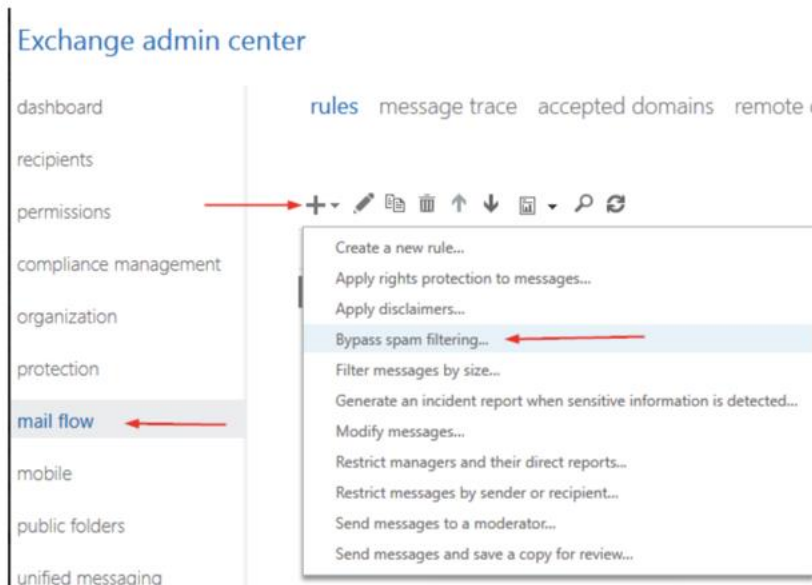 Exchange admin center
dashboard
recipients
permissions
compliance management
organization
protection
mail flow
mobile
public folders
unified messaging
rules message trace accepted domains remote
Create a new rule...
Apply rights protection to messages...
Apply disclaimers...
Bypass spam filtering...
Filter messages by size...
Generate an incident report when sensitive information is detected...
Modify messages...
Restrict managers and their direct reports...
Restrict messages by sender or recipient...
Send messages to a moderator...
Send messages and save a copy for review...